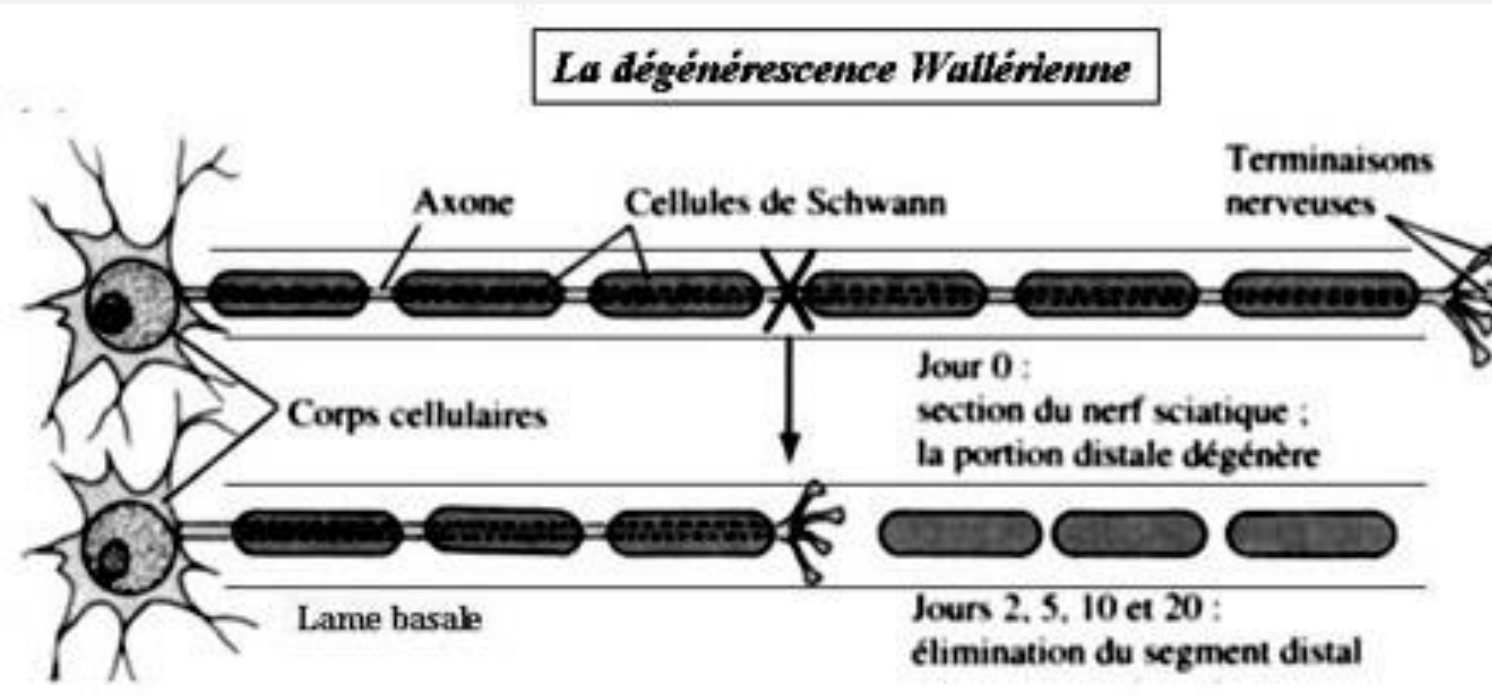 La dégénérescence Wallérienne
Axone
Cellules de Schwann
Terminaisons
nerveuses
Jour 0 :
section du nerf sciatique ;
la portion distale dégénère
Corps cellulaires
Lame basale
Jours 2, 5, 10 et 20 :
élimination du segment distal